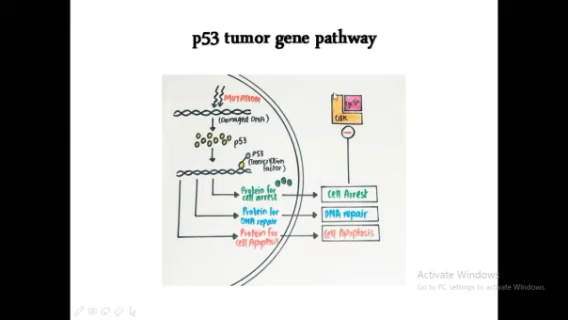 p53 tumor gene pathway
MUTATION
(Damaged DNA)
p53
P53
(transcription
factor)
Cyclin
CDK
Protein for
cell arrest
Cell Arrest
Protein for
DNA repair
DNA repair
Protein for
Cell Apoptosis
Cell Apoptosis
Activate Windows
Go to PC settings to activate Windows.